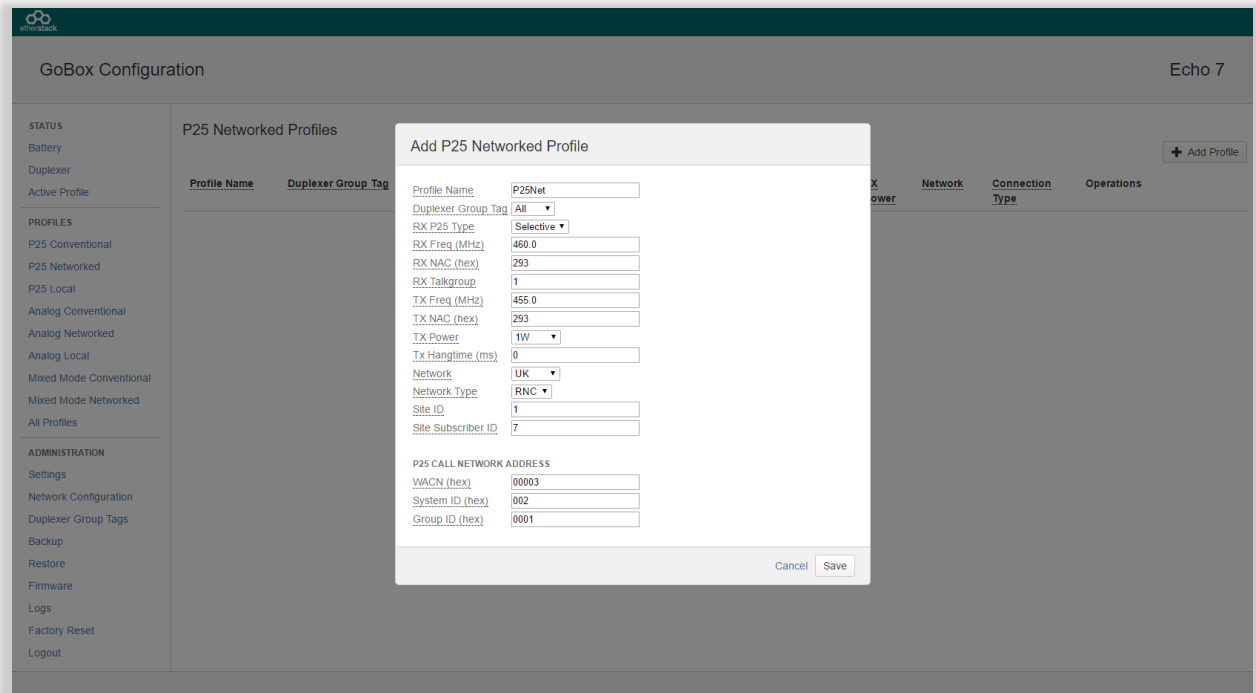 etherstack
GoBox Configuration
Echo 7
STATUS
Battery
Duplexer
Active Profile
PROFILES
P25 Conventional
P25 Networked
P25 Local
Analog Conventional
Analog Networked
Analog Local
Mixed Mode Conventional
Mixed Mode Networked
All Profiles
ADMINISTRATION
Settings
Network Configuration
Duplexer Group Tags
Backup
Restore
Firmware
Logs
Factory Reset
Logout
P25 Networked Profiles
Add Profile
Profile Name Duplexer Group Tag X ower Network Connection Type Operations
Add P25 Networked Profile
Profile Name P25Net
Duplexer Group Tag All
RX P25 Type Selective
RX Freq (MHz) 460.0
RX NAC (hex) 293
RX Talkgroup 1
TX Freq (MHz) 455.0
TX NAC (hex) 293
TX Power 1W
Tx Hangtime (ms) 0
Network UK
Network Type RNC
Site ID 1
Site Subscriber ID 7
P25 CALL NETWORK ADDRESS
WACN (hex) 00003
System ID (hex) 002
Group ID (hex) 0001
Cancel Save